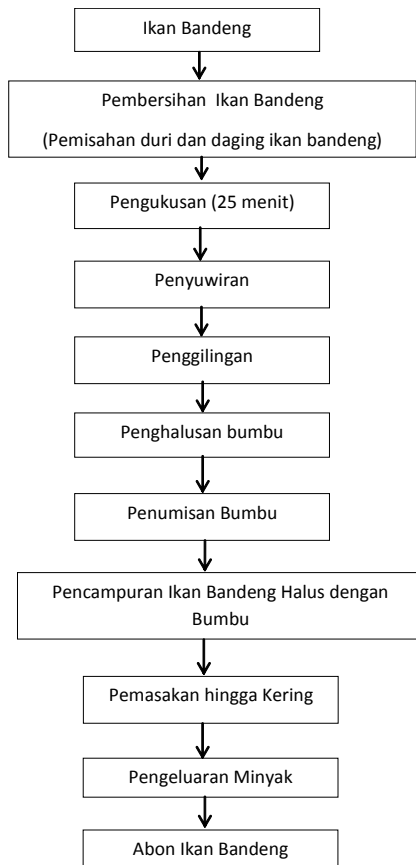 Ikan Bandeng
Pembersihan Ikan Bandeng
(Pemisahan duri dan daging ikan bandeng)
Pengukusan (25 menit)
Penyuwiran
Penggilingan
Penghalusan bumbu
Penumisan Bumbu
Pencampuran Ikan Bandeng Halus dengan
Bumbu
Pemasakan hingga Kering
Pengeluaran Minyak
Abon Ikan Bandeng